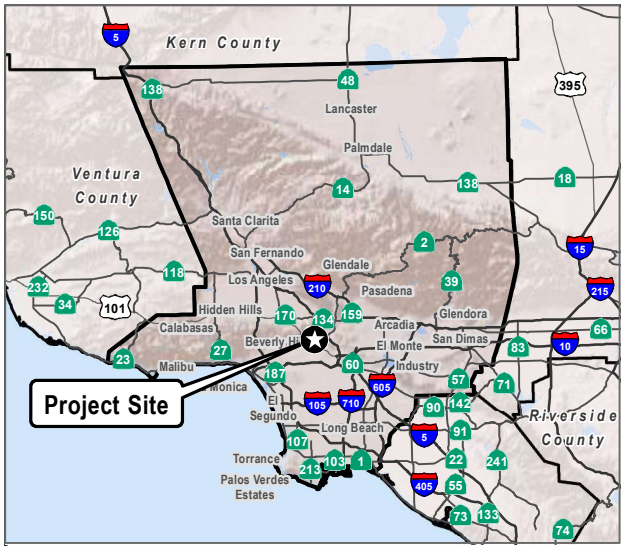 5
Kern County
395
138
48
Lancaster
Palmdale
Ventura
County
14
138
18
150
126
Santa Clarita
2
15
San Fernando
118
Glendale
232
34
101
Los Angeles
210
Pasadena
39
215
Hidden Hills
170
134
159
Glendora
Calabasas
Arcadia
66
27
Beverly Hi
El Monte
San Dimas
83
10
23
Malibu
60
Industry
187
605
57
71
Monica
Project Site
El
Segundo
105
710
90
142
Riverside
County
Long Beach
5
91
107
Torrance
213
103
1
22
241
Palos Verdes
Estates
405
55
73
133
74